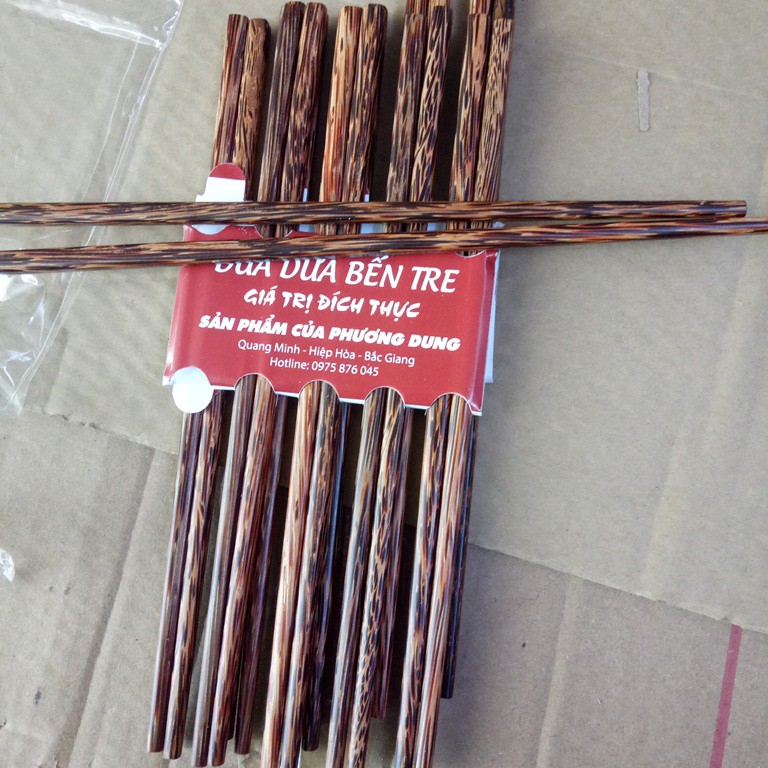 ĐŨA DỪA BẾN TRE
GIÁ TRỊ ĐÍCH THỰC
SẢN PHẨM CỦA PHƯƠNG DUNG
Quang Minh - Hiệp Hòa - Bắc Giang
Hotline: 0975 876 045